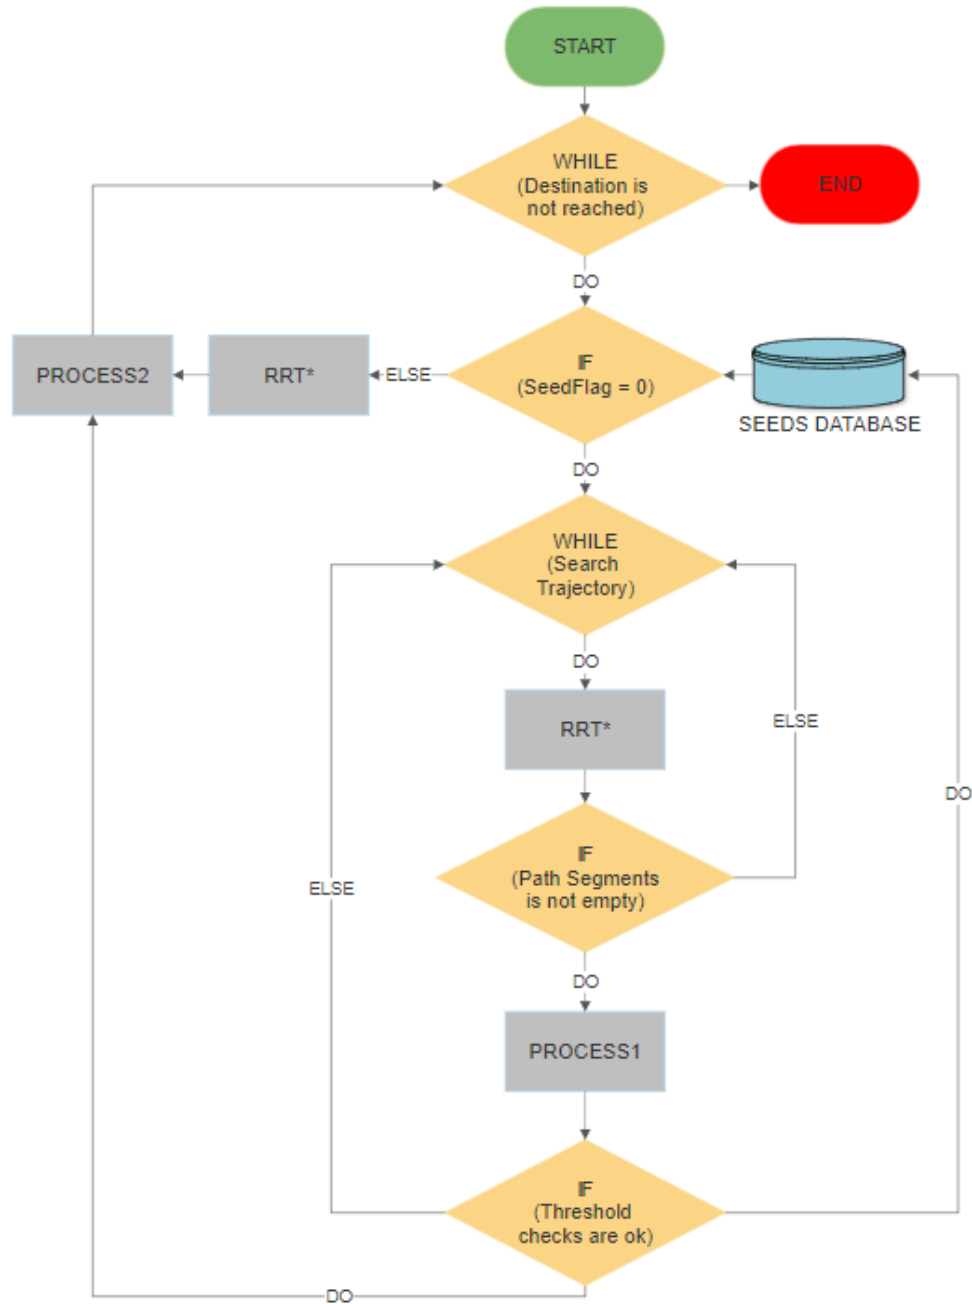 START
WHILE
(Destination is
not reached)
END
DO
PROCESS2
RRT*
ELSE
IF
(SeedFlag = 0)
SEEDS DATABASE
DO
WHILE
(Search
Trajectory)
DO
RRT*
ELSE
DO
IF
(Path Segments
is not empty)
ELSE
DO
PROCESS1
IF
(Threshold
checks are ok)
DO